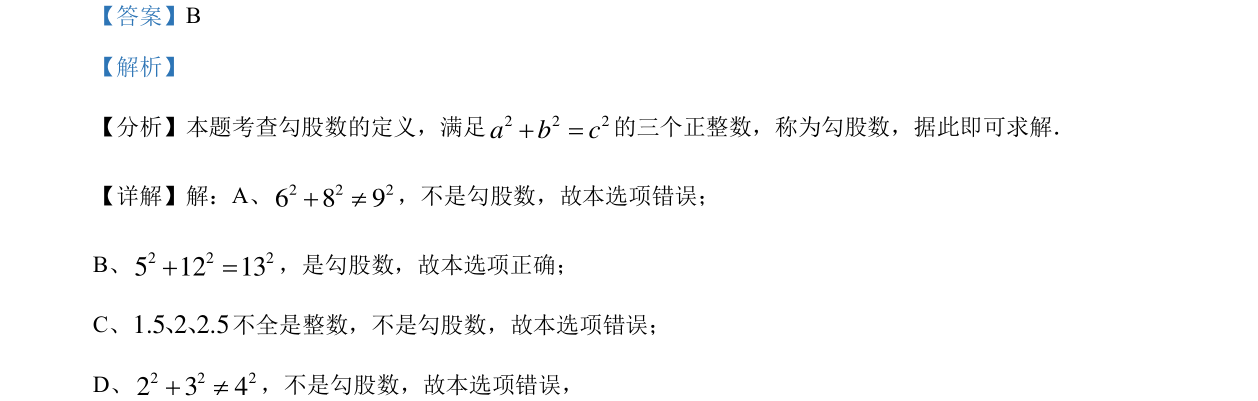 【答案】B
【解析】
【分析】本题考查勾股数的定义，满足a²+b²=c²的三个正整数，称为勾股数，据此即可求解．
【详解】解：A、6²+8²≠9²，不是勾股数，故本选项错误；
B、5²+12²=13²，是勾股数，故本选项正确；
C、1.5、2、2.5不全是整数，不是勾股数，故本选项错误；
D、2²+3²≠4²，不是勾股数，故本选项错误，